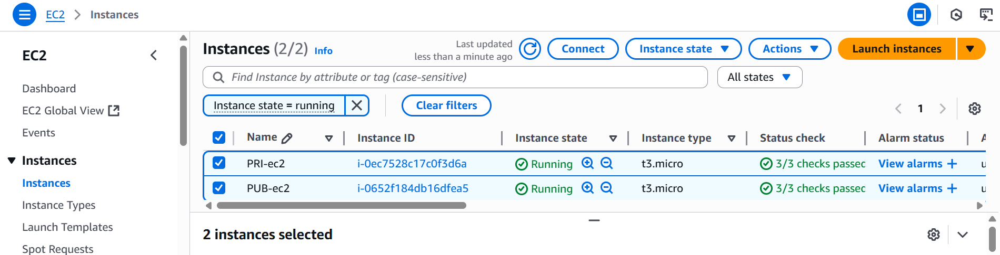 EC2 > Instances
EC2
Dashboard
EC2 Global View
Events
Instances
Instances
Instance Types
Launch Templates
Spot Requests
Instances (2/2) Info
Last updated
less than a minute ago
Connect
Instance state
Actions
Launch instances
Find Instance by attribute or tag (case-sensitive)
All states
Instance state = running
Clear filters
1
Name Instance ID Instance state Instance type Status check Alarm status
PRI-ec2 i-0ec7528c17c0f3d6a Running t3.micro 3/3 checks passed View alarms +
PUB-ec2 i-0652f184db16dfea5 Running t3.micro 3/3 checks passed View alarms +
2 instances selected